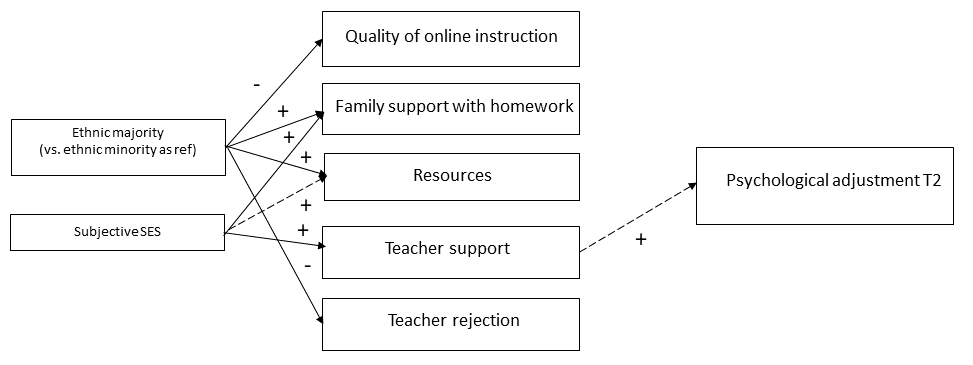 Quality of online instruction
-
+
Family support with homework
+
Ethnic majority
(vs. ethnic minority as ref)
+
Resources
Psychological adjustment T2
+
Subjective SES
+
Teacher support
+
-
Teacher rejection